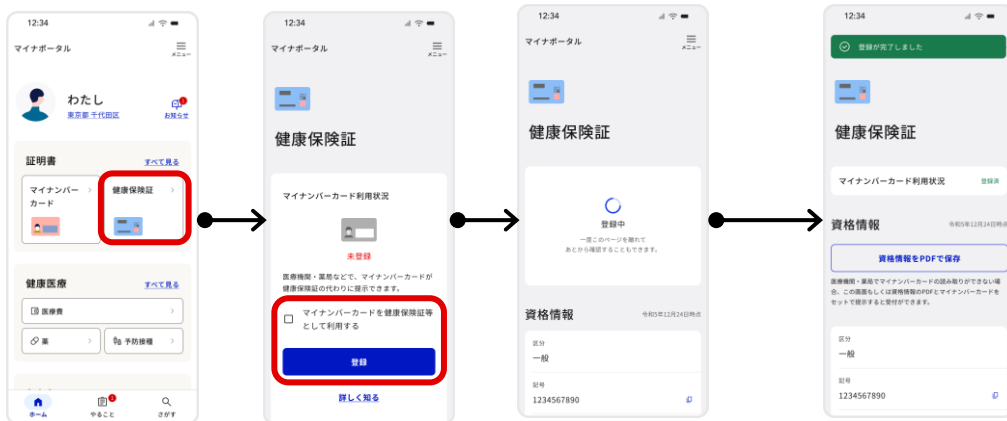 12:34
マイナポータル
メニュー
わたし
東京都 千代田区
お知らせ
1
証明書
すべて見る
マイナンバー
カード
健康保険証
健康医療
すべて見る
医療費
薬
予防接種
ホーム
やること
1
さがす
12:34
マイナポータル
メニュー
健康保険証
マイナンバーカード利用状況
未登録
医療機関・薬局などで、マイナンバーカードが
健康保険証の代わりに提示できます。
マイナンバーカードを健康保険証等
として利用する
登録
詳しく知る
12:34
マイナポータル
メニュー
健康保険証
登録中
一度このページを離れて
あとから確認することもできます。
資格情報
令和5年12月24日時点
区分
一般
記号
1234567890
12:34
登録が完了しました
健康保険証
マイナンバーカード利用状況
登録済
資格情報
令和5年12月24日時点
資格情報をPDFで保存
医療機関・薬局でマイナンバーカードの読み取りができない場
合、この画面もしくは資格情報のPDFとマイナンバーカードを
セットで提示すると受付ができます。
区分
一般
記号
1234567890